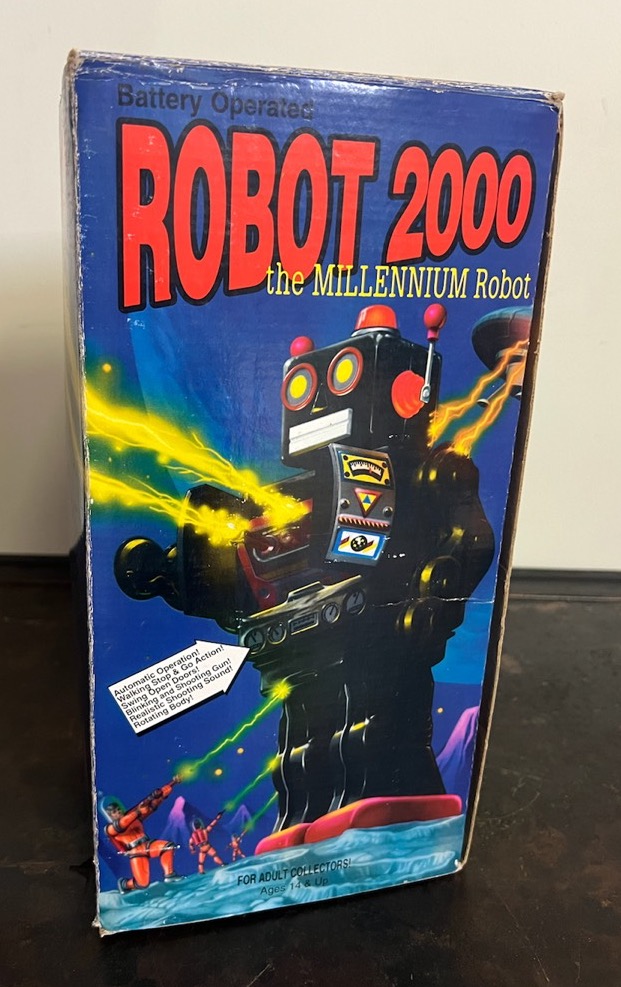 Battery Operated
ROBOT 2000
the MILLENNIUM Robot
Automatic Operation!
Walking Stop & Go Action!
Swing Open Doors!
Blinking and Shooting Gun!
Realistic Shooting Sound!
Rotating Body!
FOR ADULT COLLECTORS!
Ages 14 & Up